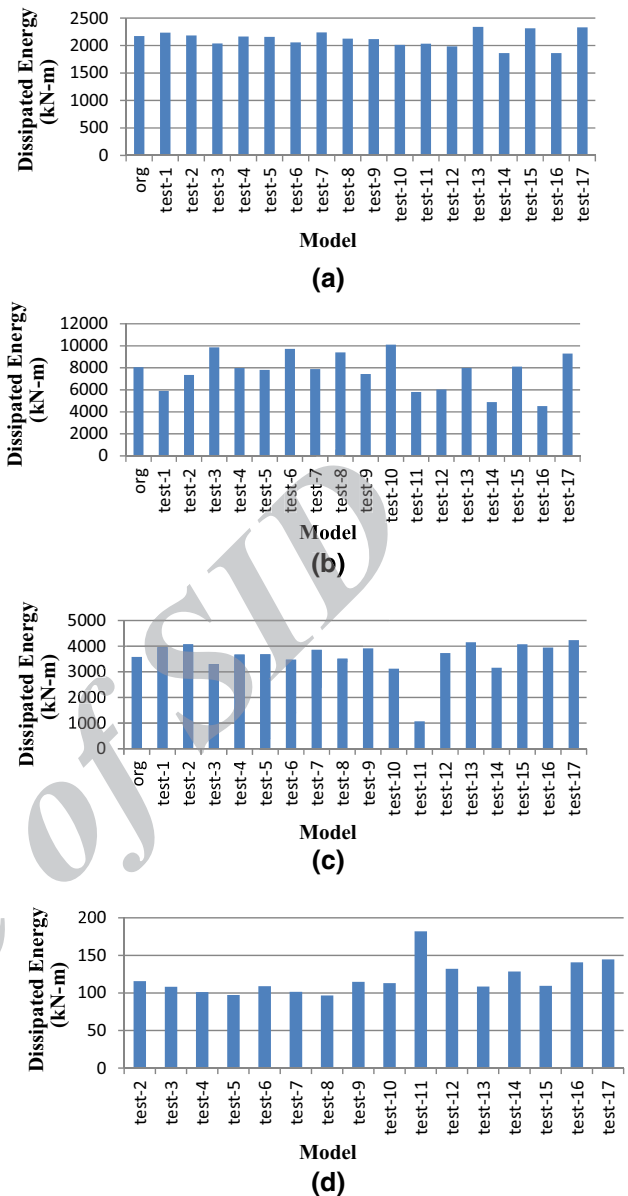 Dissipated Energy
(kN-m)
2500
2000
1500
1000
500
0
org
test-1
test-2
test-3
test-4
test-5
test-6
test-7
test-8
test-9
test-10
test-11
test-12
test-13
test-14
test-15
test-16
test-17
Model
(a)
Dissipated Energy
(kN-m)
12000
10000
8000
6000
4000
2000
0
org
test-1
test-2
test-3
test-4
test-5
test-6
test-7
test-8
test-9
test-10
test-11
test-12
test-13
test-14
test-15
test-16
test-17
Model
(b)
Dissipated Energy
(kN-m)
5000
4000
3000
2000
1000
0
org
test-1
test-2
test-3
test-4
test-5
test-6
test-7
test-8
test-9
test-10
test-11
test-12
test-13
test-14
test-15
test-16
test-17
Model
(c)
Dissipated Energy
(kN-m)
200
150
100
50
0
test-2
test-3
test-4
test-5
test-6
test-7
test-8
test-9
test-10
test-11
test-12
test-13
test-14
test-15
test-16
test-17
Model
(d)
of SID